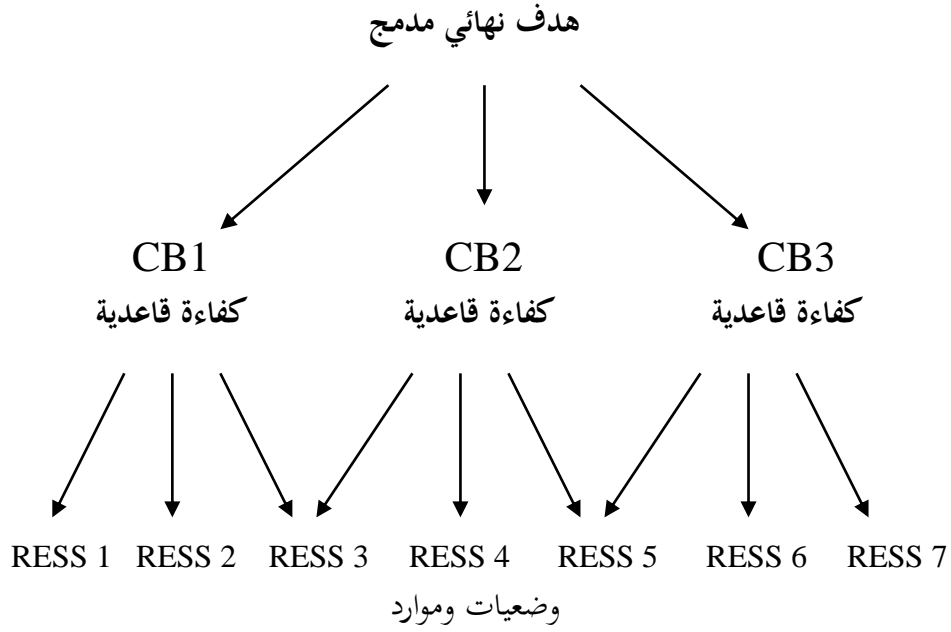 هدف نهائي مدمج
CB1 CB2 CB3
كفاءة قاعدية كفاءة قاعدية كفاءة قاعدية
RESS 1 RESS 2 RESS 3 RESS 4 RESS 5 RESS 6 RESS 7
وضعيات وموارد